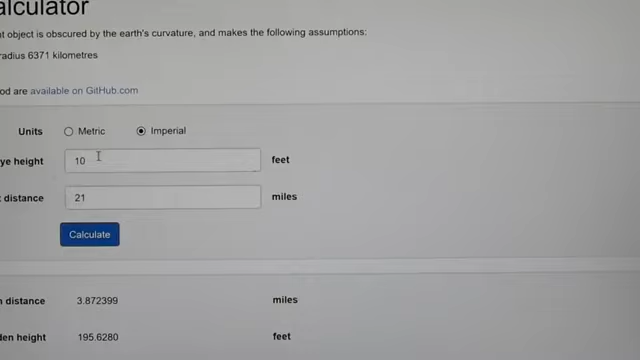 alculator
nt object is obscured by the earth's curvature, and makes the following assumptions:
radius 6371 kilometres
od are available on GitHub.com
Units Metric Imperial
ye height 10 feet
t distance 21 miles
Calculate
n distance 3.872399 miles
den height 195.6280 feet